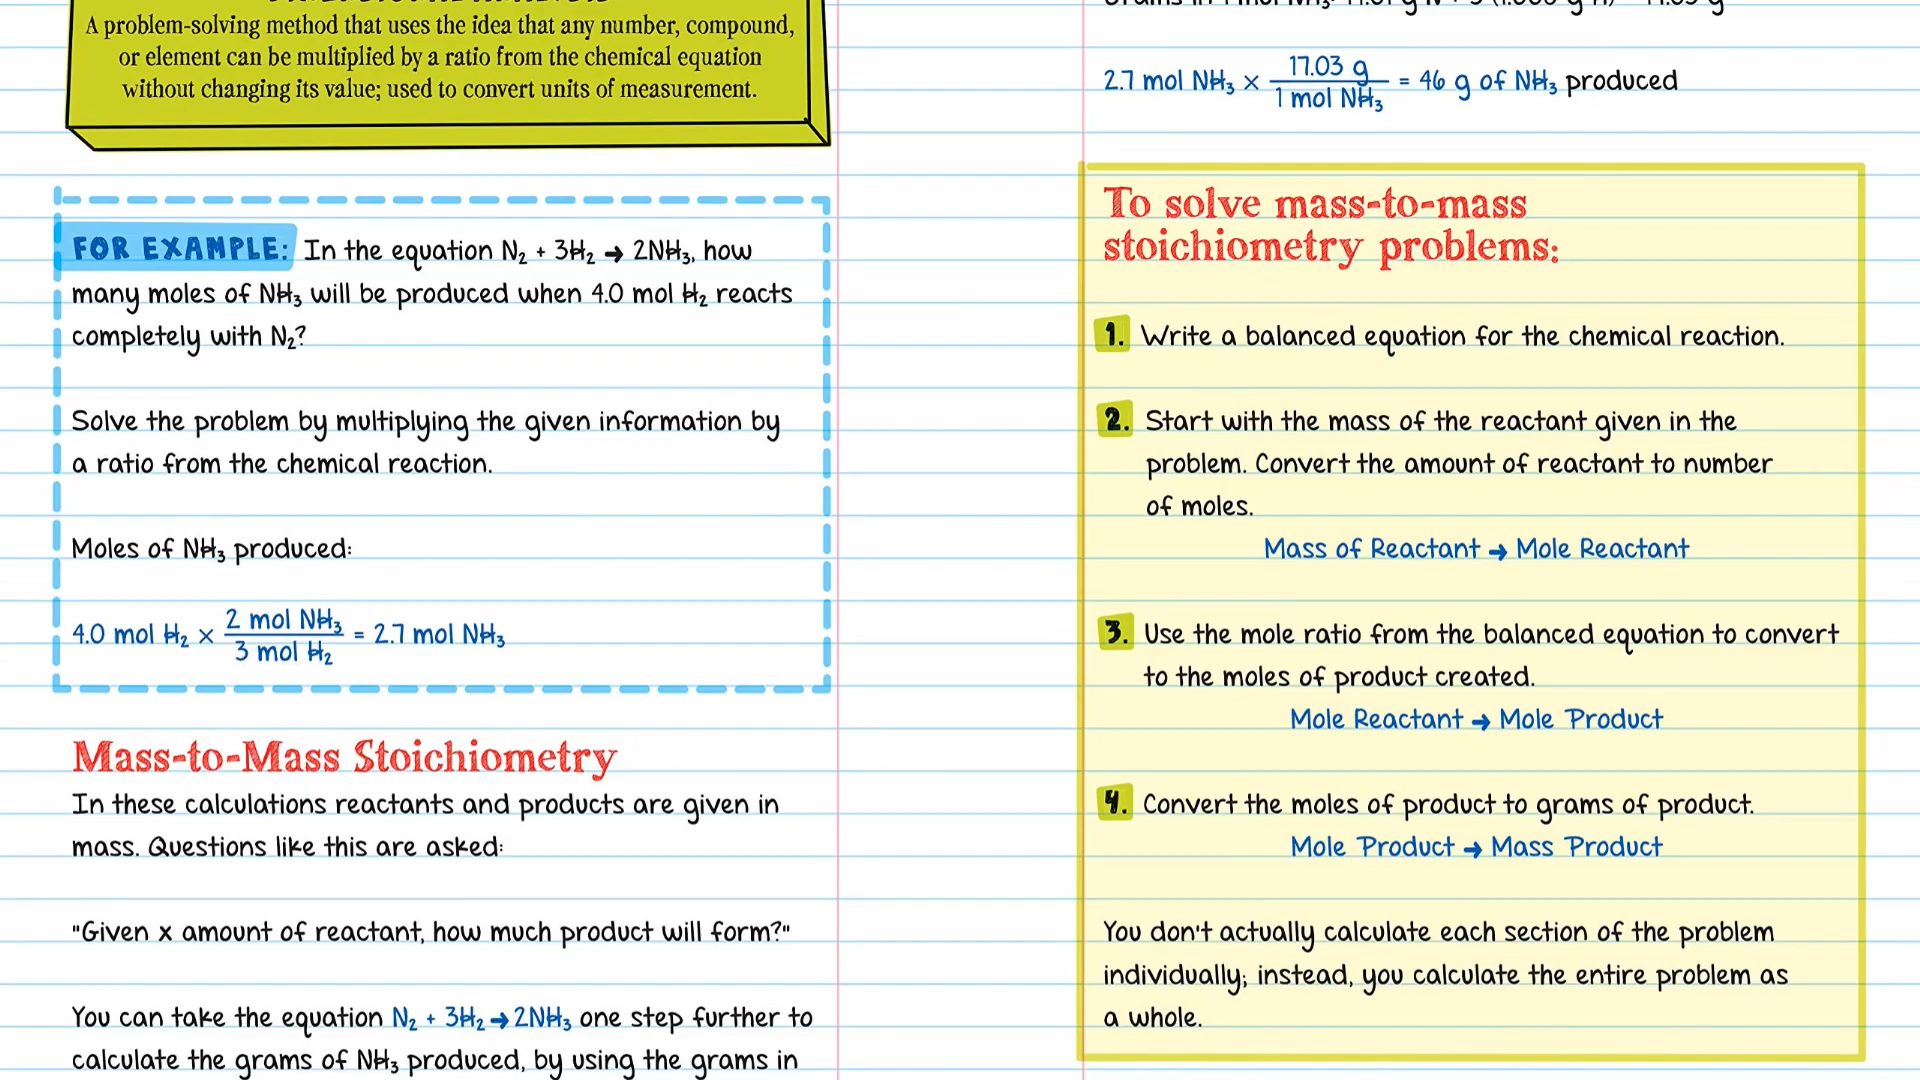 A problem-solving method that uses the idea that any number, compound,
or element can be multiplied by a ratio from the chemical equation
without changing its value; used to convert units of measurement.
FOR EXAMPLE: In the equation N₂ + 3H₂ → 2NH₃, how
many moles of NH₃ will be produced when 4.0 mol H₂ reacts
completely with N₂?
Solve the problem by multiplying the given information by
a ratio from the chemical reaction.
Moles of NH₃ produced:
4.0 mol H₂ × 2 mol NH₃ / 3 mol H₂ = 2.7 mol NH₃
Mass-to-Mass Stoichiometry
In these calculations reactants and products are given in
mass. Questions like this are asked:
"Given x amount of reactant, how much product will form?"
You can take the equation N₂ + 3H₂ → 2NH₃ one step further to
calculate the grams of NH₃ produced, by using the grams in
2.7 mol NH₃ × 17.03 g / 1 mol NH₃ = 46 g of NH₃ produced
To solve mass-to-mass
stoichiometry problems:
1. Write a balanced equation for the chemical reaction.
2. Start with the mass of the reactant given in the
problem. Convert the amount of reactant to number
of moles.
Mass of Reactant → Mole Reactant
3. Use the mole ratio from the balanced equation to convert
to the moles of product created.
Mole Reactant → Mole Product
4. Convert the moles of product to grams of product.
Mole Product → Mass Product
You don't actually calculate each section of the problem
individually; instead, you calculate the entire problem as
a whole.